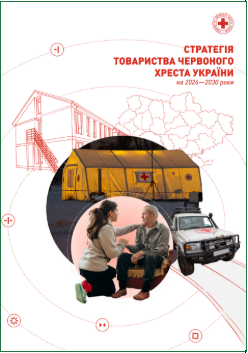 СТРАТЕГІЯ
ТОВАРИСТВА ЧЕРВОНОГО
ХРЕСТА УКРАЇНИ
на 2026—2030 роки